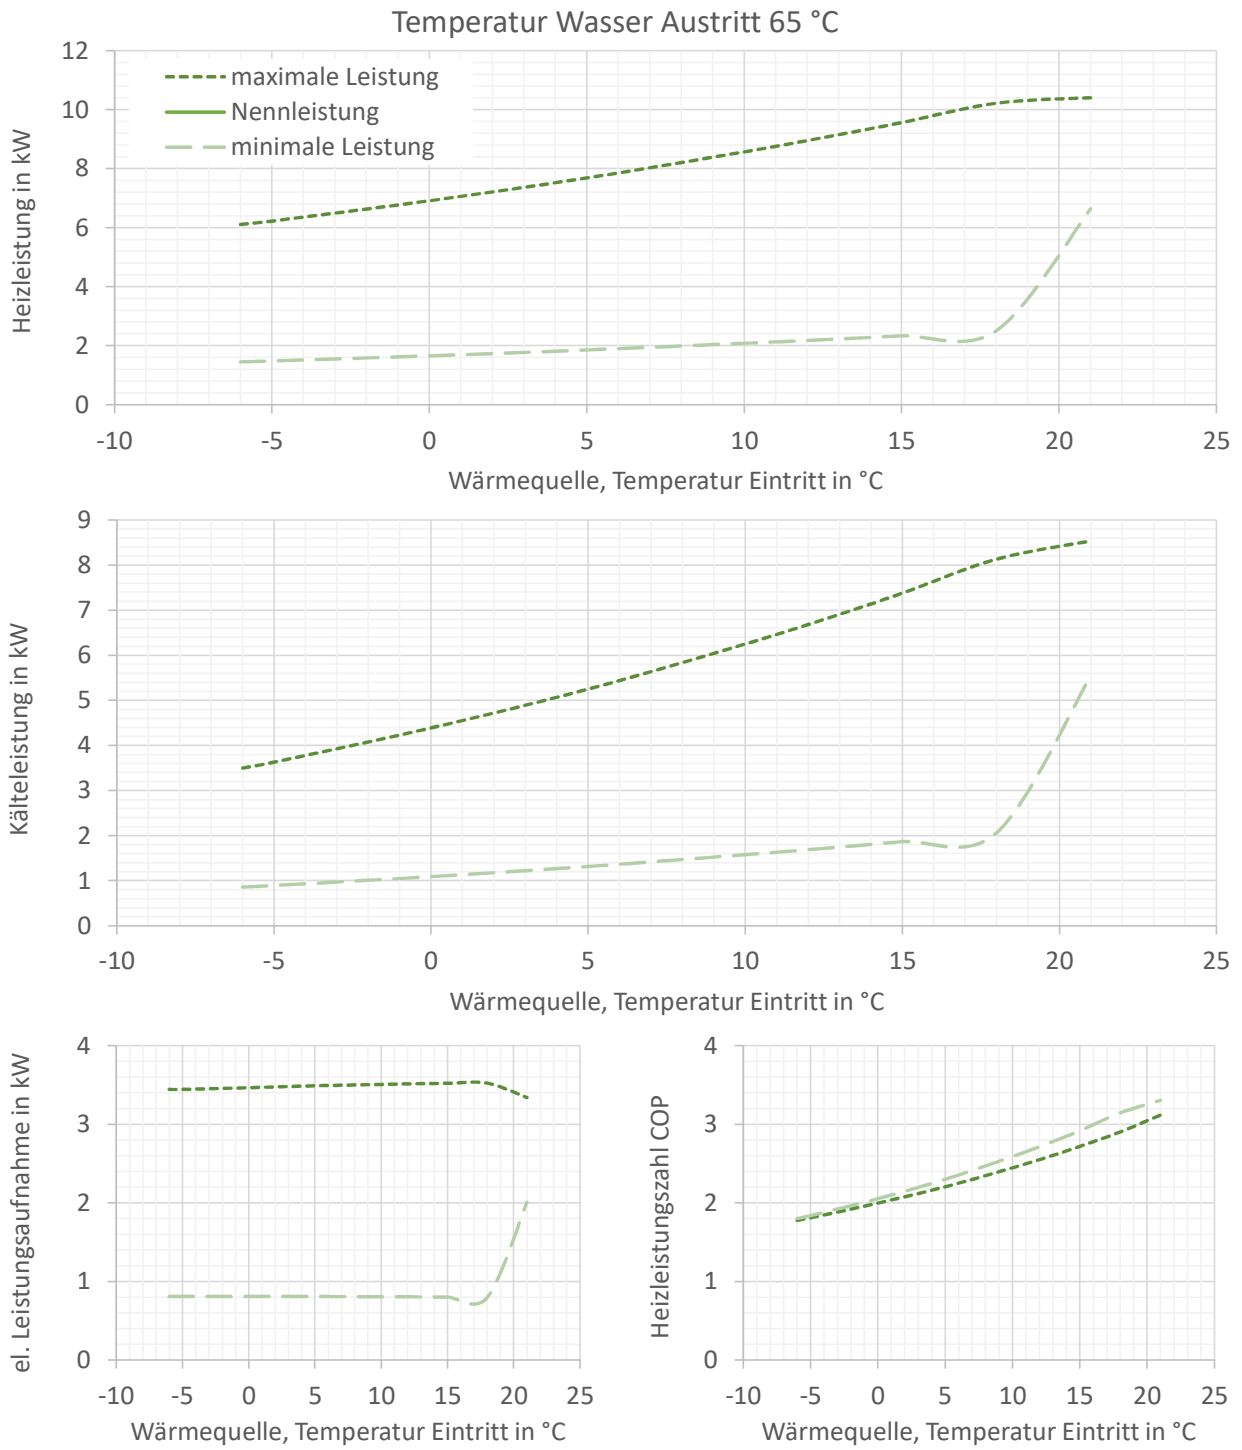 Temperatur Wasser Austritt 65 °C
maximale Leistung
Nennleistung
minimale Leistung
Heizleistung in kW
12
10
8
6
4
2
0
-10 -5 0 5 10 15 20 25
Wärmequelle, Temperatur Eintritt in °C
Kälteleistung in kW
9
8
7
6
5
4
3
2
1
0
-10 -5 0 5 10 15 20 25
Wärmequelle, Temperatur Eintritt in °C
el. Leistungsaufnahme in kW
4
3
2
1
0
-10 -5 0 5 10 15 20 25
Wärmequelle, Temperatur Eintritt in °C
Heizleistungszahl COP
4
3
2
1
0
-10 -5 0 5 10 15 20 25
Wärmequelle, Temperatur Eintritt in °C